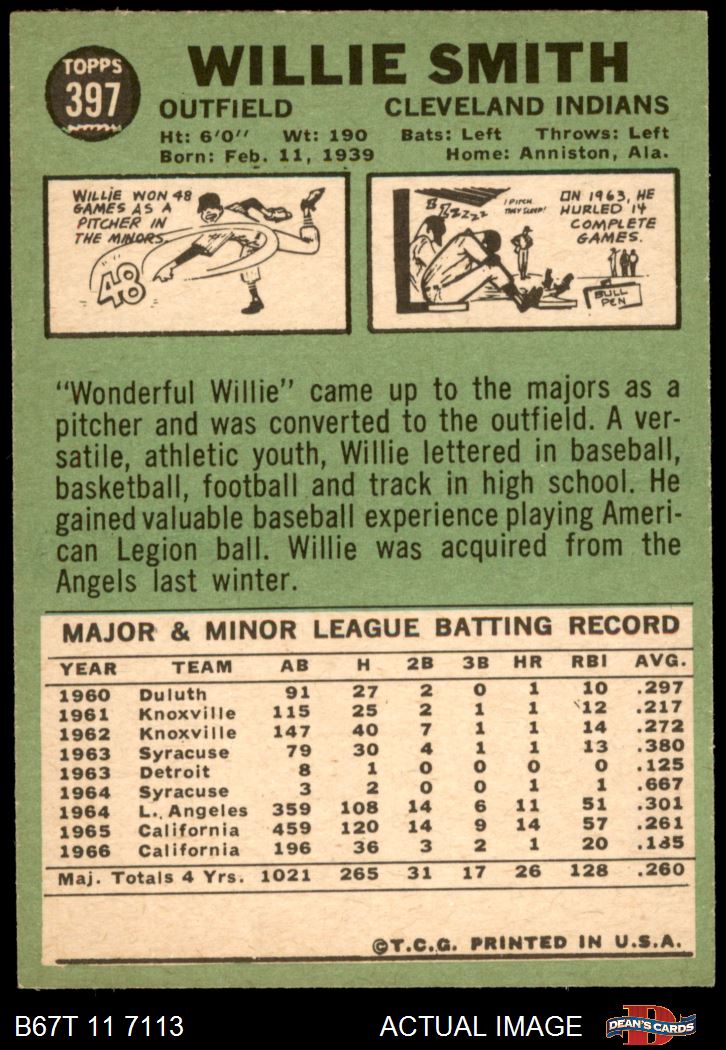 TOPPS
397
WILLIE SMITH
OUTFIELD CLEVELAND INDIANS
Ht: 6'0" Wt: 190 Bats: Left Throws: Left
Born: Feb. 11, 1939 Home: Anniston, Ala.
WILLIE WON 48
GAMES AS A
PITCHER IN
THE MINORS
48
ZZZZZZ
I PITCH.
THEY SLEEP!
IN 1963, HE
HURLED 14
COMPLETE
GAMES.
BULL
PEN
"Wonderful Willie" came up to the majors as a
pitcher and was converted to the outfield. A ver-
satile, athletic youth, Willie lettered in baseball,
basketball, football and track in high school. He
gained valuable baseball experience playing Ameri-
can Legion ball. Willie was acquired from the
Angels last winter.
MAJOR & MINOR LEAGUE BATTING RECORD
YEAR TEAM AB H 2B 3B HR RBI AVG.
1960 Duluth 91 27 2 0 1 10 .297
1961 Knoxville 115 25 2 1 1 12 .217
1962 Knoxville 147 40 7 1 1 14 .272
1963 Syracuse 79 30 4 1 1 13 .380
1963 Detroit 8 1 0 0 0 0 .125
1964 Syracuse 3 2 0 0 1 1 .667
1964 L. Angeles 359 108 14 6 11 51 .301
1965 California 459 120 14 9 14 57 .261
1966 California 196 36 3 2 1 20 .185
Maj. Totals 4 Yrs. 1021 265 31 17 26 128 .260
©T.C.G. PRINTED IN U.S.A.
B67T 11 7113 ACTUAL IMAGE
D
DEAN'S CARDS